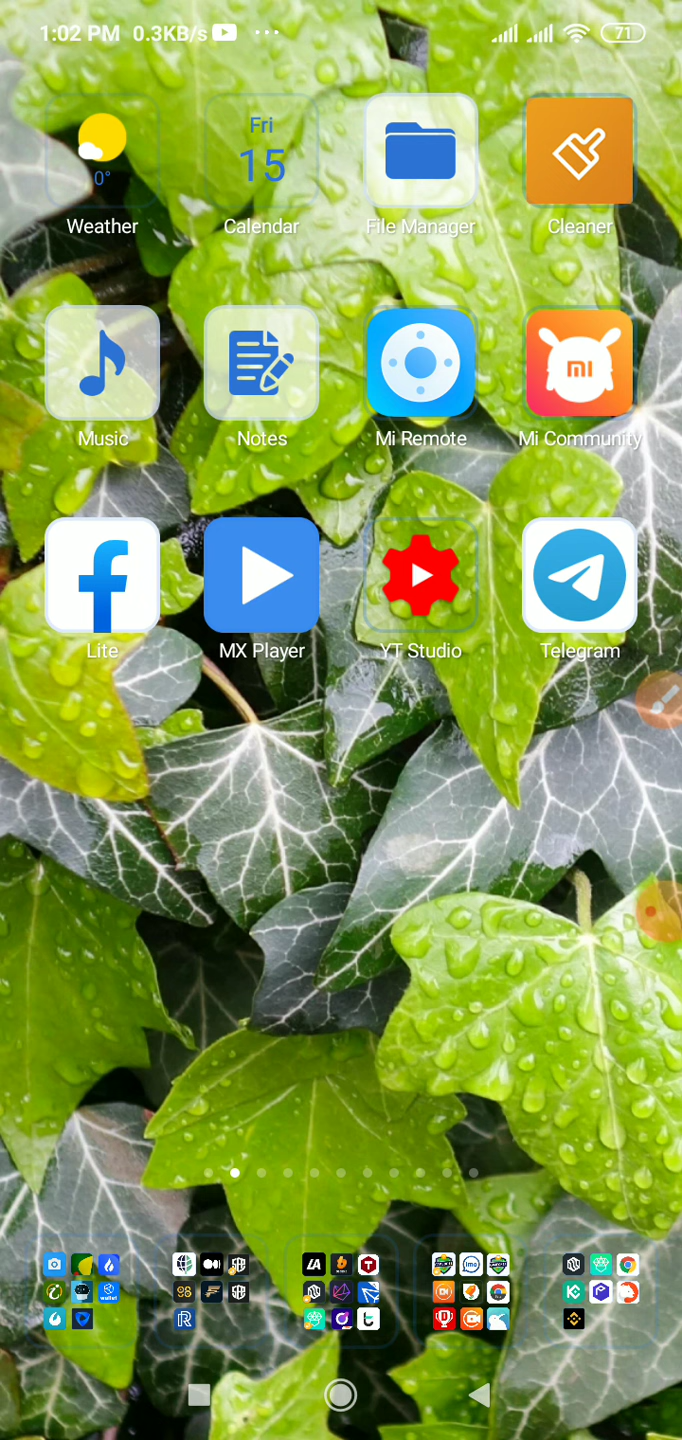 1:02 PM 0.3KB/s 71
Fri
15
0°
Weather Calendar File Manager Cleaner
mi
Music Notes Mi Remote Mi Community
Lite MX Player YT Studio Telegram